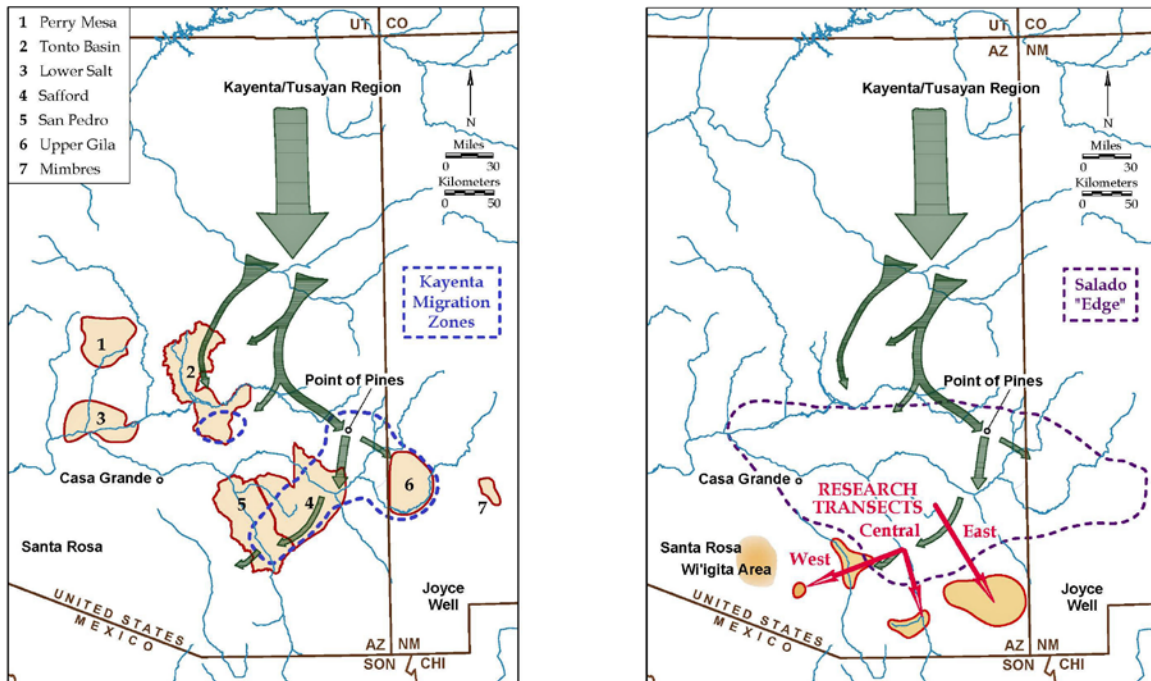 1 Perry Mesa
2 Tonto Basin
3 Lower Salt
4 Safford
5 San Pedro
6 Upper Gila
7 Mimbres
UT CO
Kayenta/Tusayan Region
N
Miles
0 30
Kilometers
0 50
Kayenta
Migration
Zones
1
2
Point of Pines
3
Casa Grande
6
4
5
7
Santa Rosa
Joyce
Well
UNITED STATES
MEXICO
AZ NM
SON CHI
UT CO
AZ NM
Kayenta/Tusayan Region
N
Miles
0 30
Kilometers
0 50
Salado
"Edge"
Point of Pines
Casa Grande
RESEARCH
TRANSECTS
Central
East
West
Santa Rosa
Wi'igita Area
Joyce
Well
UNITED STATES
MEXICO
AZ NM
SON CHI